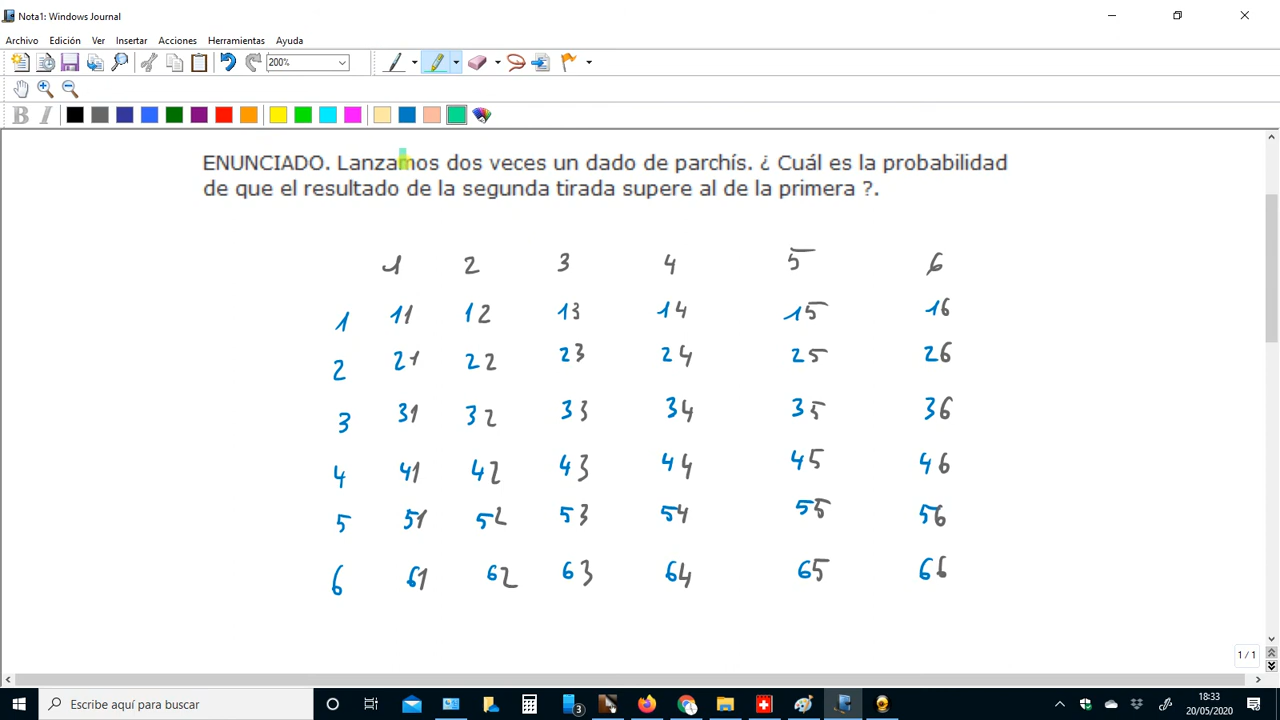 Nota1: Windows Journal
Archivo Edición Ver Insertar Acciones Herramientas Ayuda
200%
B I
ENUNCIADO. Lanzamos dos veces un dado de parchís. ¿ Cuál es la probabilidad
de que el resultado de la segunda tirada supere al de la primera ?.
1 2 3 4 5 6
1 11 12 13 14 15 16
2 21 22 23 24 25 26
3 31 32 33 34 35 36
4 41 42 43 44 45 46
5 51 52 53 54 55 56
6 61 62 63 64 65 66
1 / 1
Escribe aquí para buscar
3
18:33
20/05/2020